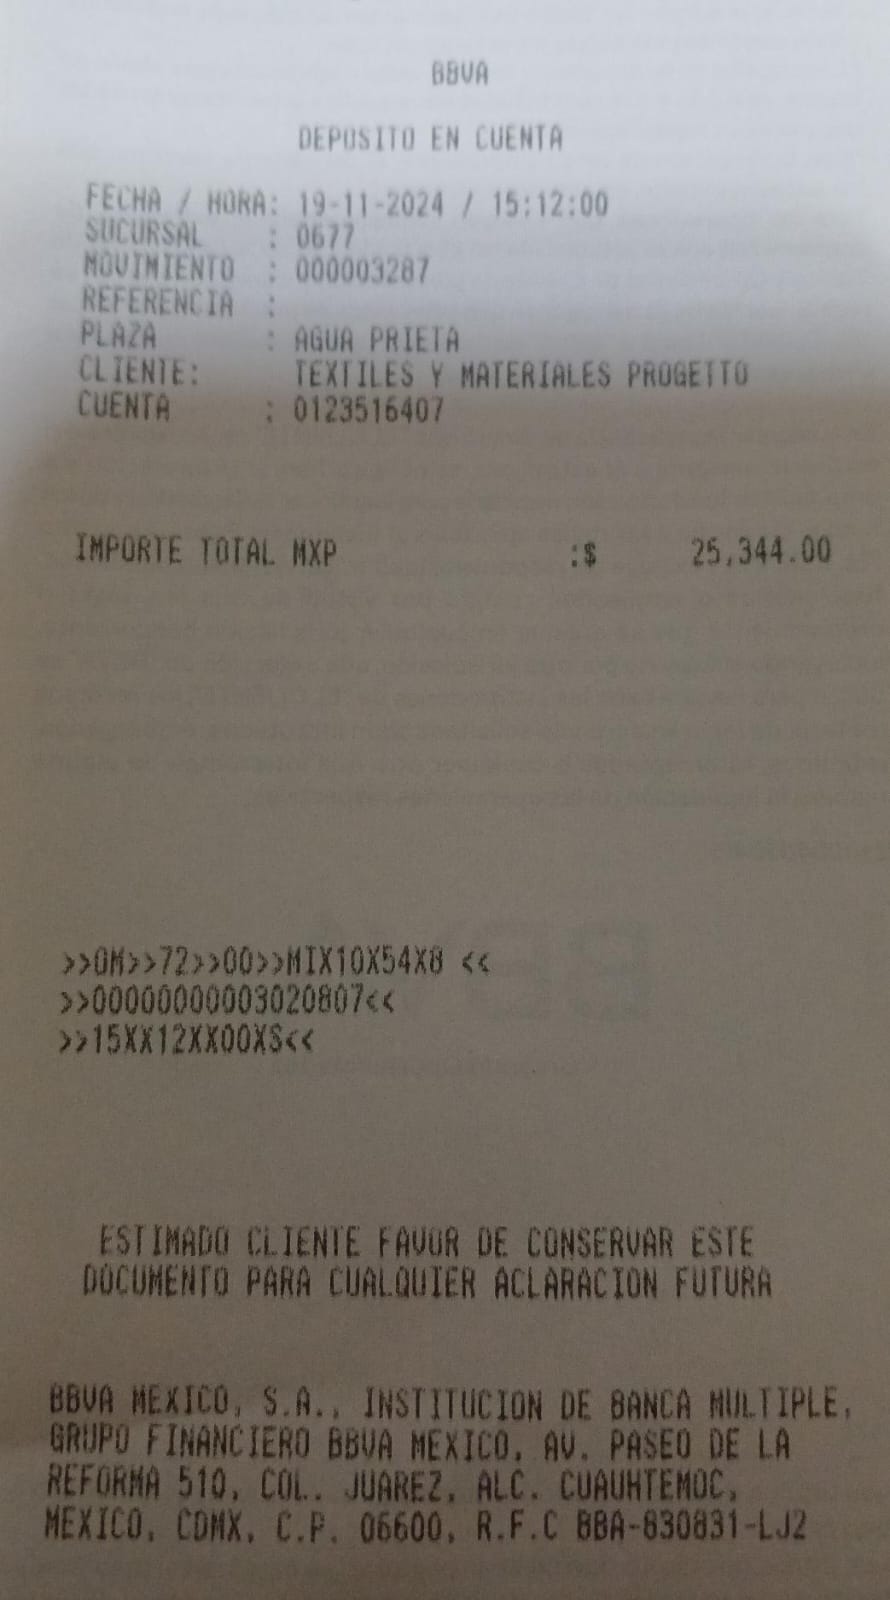 BBVA
DEPOSITO EN CUENTA
FECHA / HORA: 19-11-2024 / 15:12:00
SUCURSAL : 0677
MOVIMIENTO : 000003287
REFERENCIA :
PLAZA : AGUA PRIETA
CLIENTE: TEXTILES Y MATERIALES PROGETTO
CUENTA : 0123516407
IMPORTE TOTAL MXP :$ 25,344.00
>>0M>>72>>00>>MIX10X54X8 <<
>>00000000003020807<<
>>15XX12XX00XS<<
ESTIMADO CLIENTE FAVOR DE CONSERVAR ESTE
DOCUMENTO PARA CUALQUIER ACLARACION FUTURA
BBVA MEXICO, S.A., INSTITUCION DE BANCA MULTIPLE,
GRUPO FINANCIERO BBVA MEXICO, AV. PASEO DE LA
REFORMA 510, COL. JUAREZ, ALC. CUAUHTEMOC,
MEXICO, CDMX, C.P. 06600, R.F.C BBA-830831-LJ2